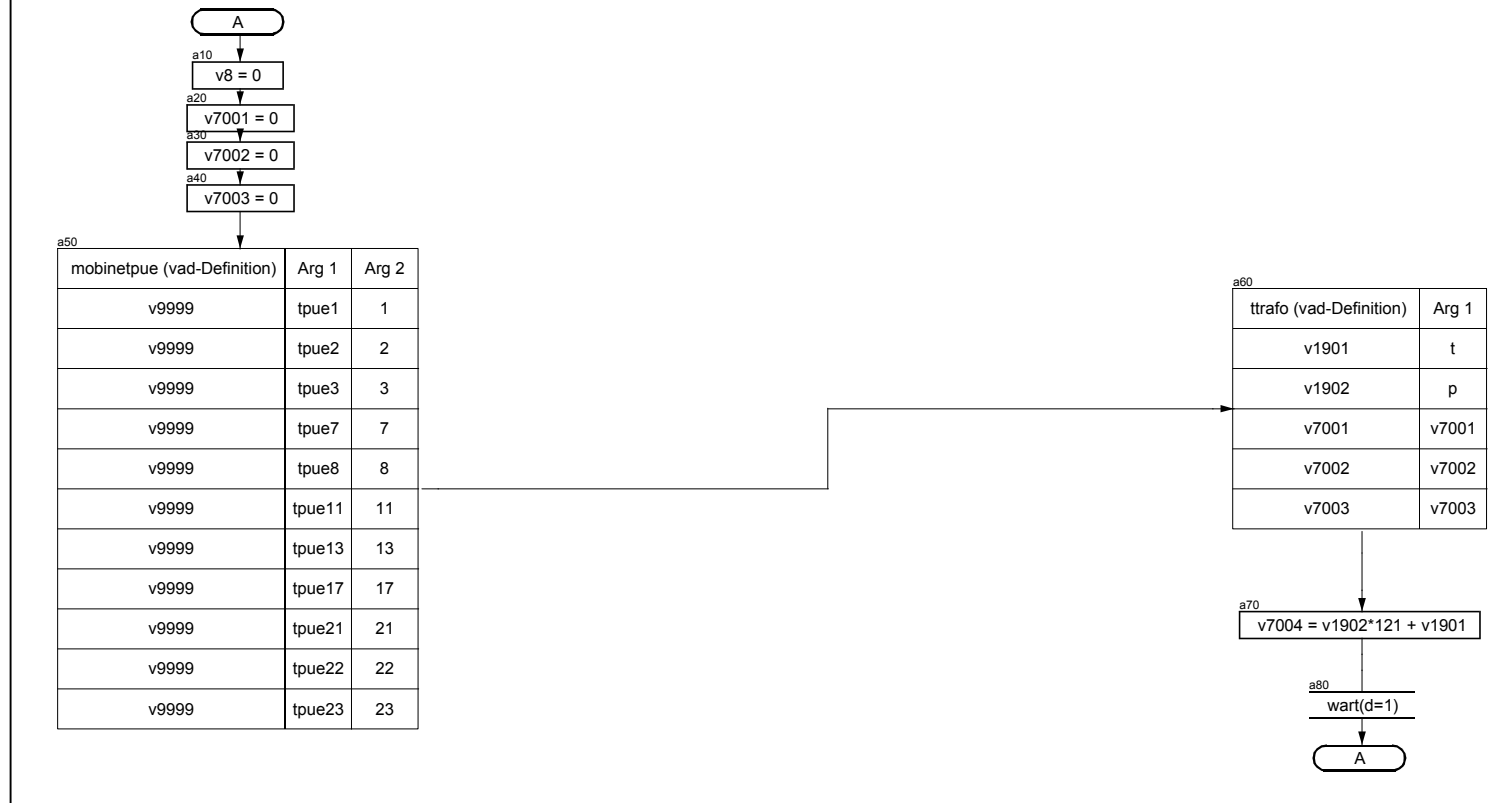 A
a10
v8 = 0
a20
v7001 = 0
a30
v7002 = 0
a40
v7003 = 0
a50
mobinetpue (vad-Definition) Arg 1 Arg 2
v9999 tpue1 1
v9999 tpue2 2
v9999 tpue3 3
v9999 tpue7 7
v9999 tpue8 8
v9999 tpue11 11
v9999 tpue13 13
v9999 tpue17 17
v9999 tpue21 21
v9999 tpue22 22
v9999 tpue23 23
a60
ttrafo (vad-Definition) Arg 1
v1901 t
v1902 p
v7001 v7001
v7002 v7002
v7003 v7003
a70
v7004 = v1902*121 + v1901
a80
wart(d=1)
A